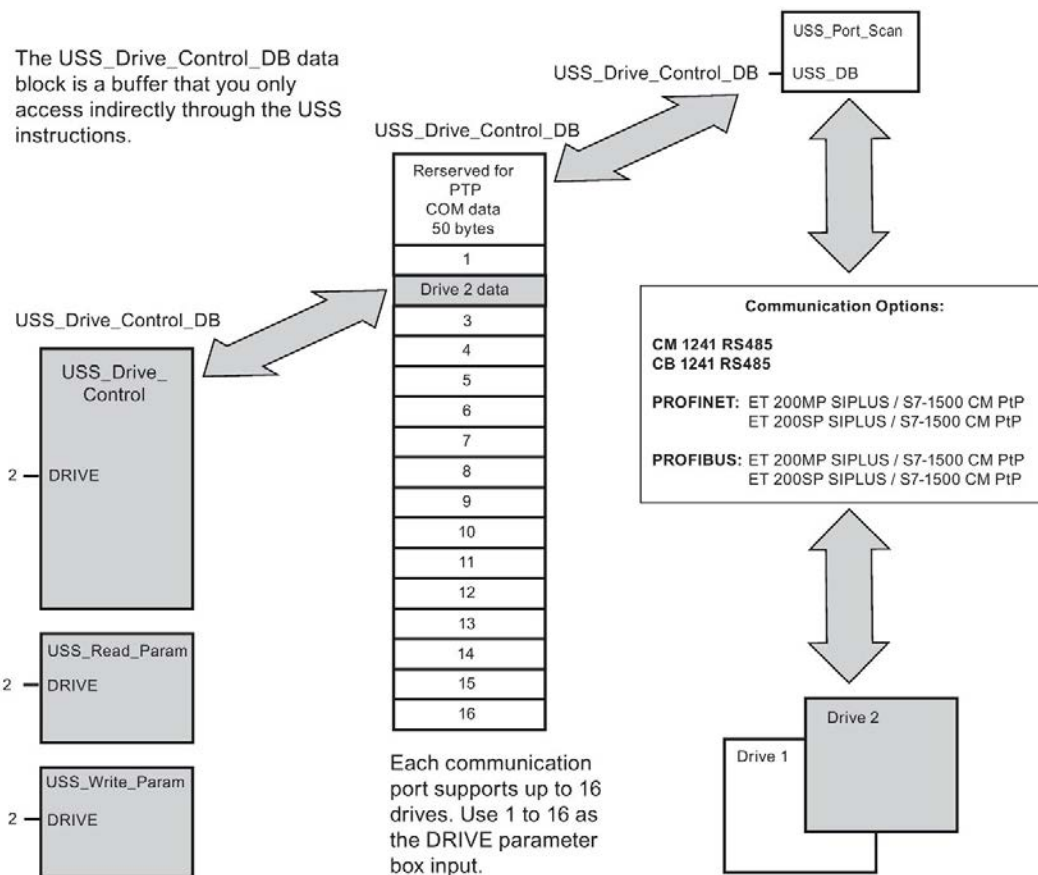 The USS_Drive_Control_DB data
block is a buffer that you only
access indirectly through the USS
instructions.
USS_Drive_Control_DB
USS_Drive_
Control
2
DRIVE
USS_Read_Param
2
DRIVE
USS_Write_Param
2
DRIVE
USS_Drive_Control_DB
Rerserved for
PTP
COM data
50 bytes
1
Drive 2 data
3
4
5
6
7
8
9
10
11
12
13
14
15
16
Each communication
port supports up to 16
drives. Use 1 to 16 as
the DRIVE parameter
box input.
USS_Drive_Control_DB
USS_Port_Scan
USS_DB
Communication Options:
CM 1241 RS485
CB 1241 RS485
PROFINET: ET 200MP SIPLUS / S7-1500 CM PtP
ET 200SP SIPLUS / S7-1500 CM PtP
PROFIBUS: ET 200MP SIPLUS / S7-1500 CM PtP
ET 200SP SIPLUS / S7-1500 CM PtP
Drive 2
Drive 1